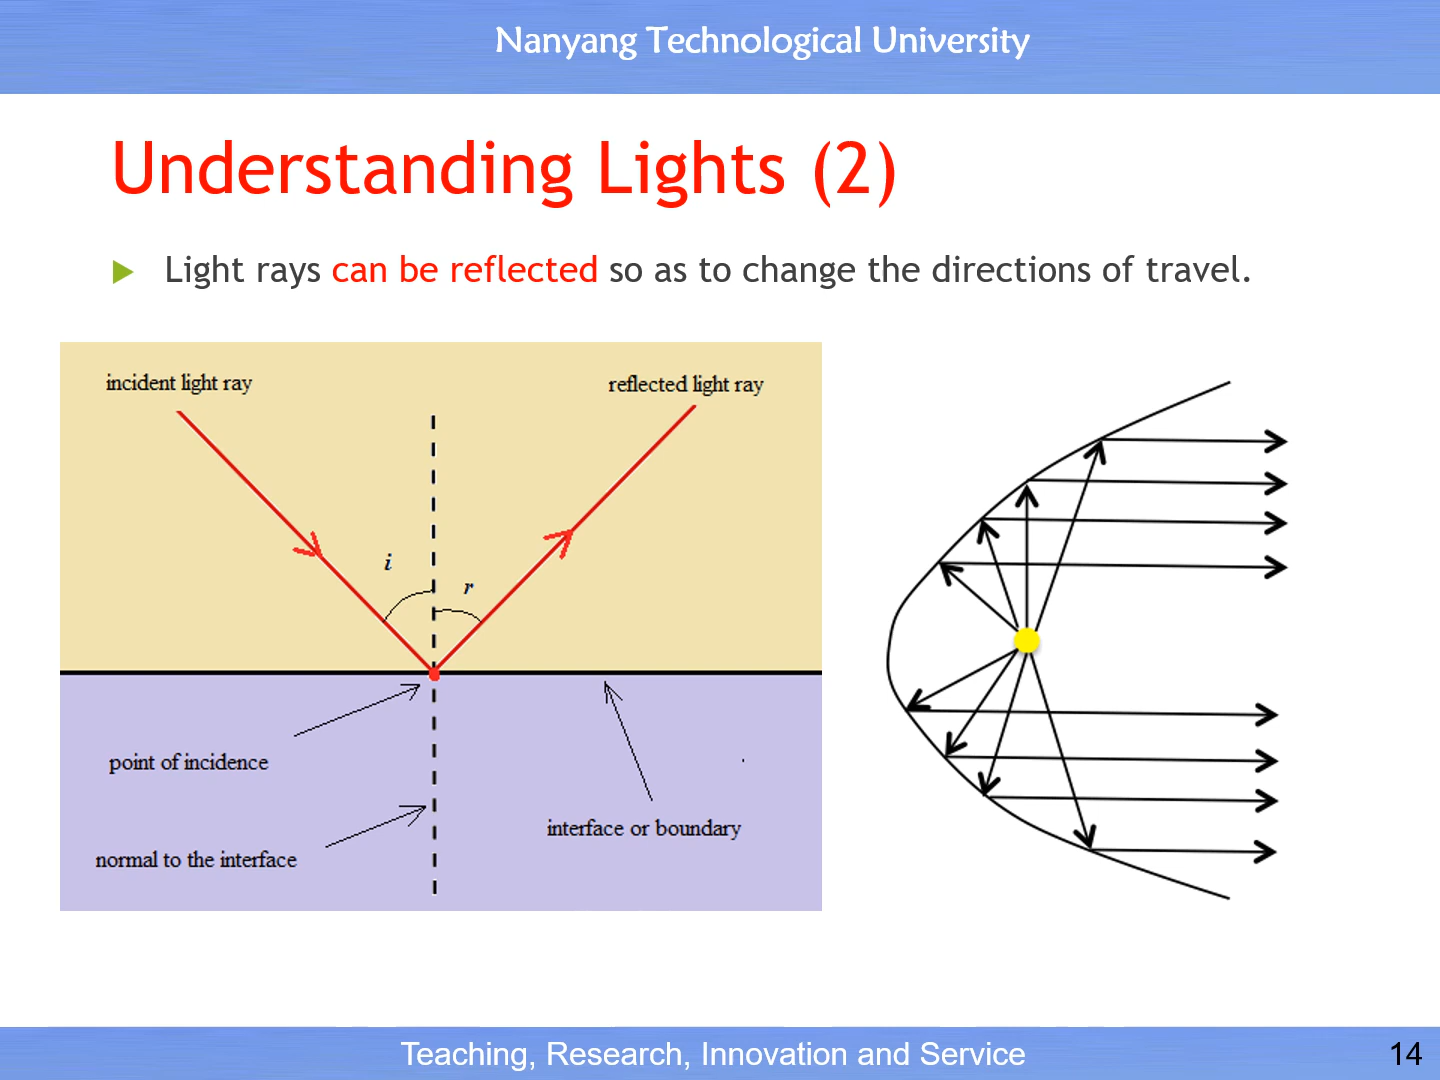 Nanyang Technological University
Understanding Lights (2)
Light rays can be reflected so as to change the directions of travel.
incident light ray
reflected light ray
i
r
point of incidence
interface or boundary
normal to the interface
Teaching, Research, Innovation and Service
14